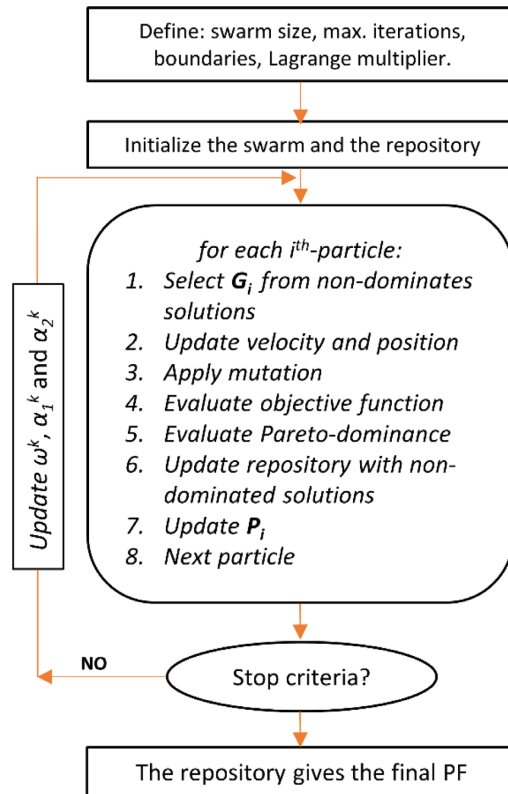 Define: swarm size, max. iterations,
boundaries, Lagrange multiplier.
Initialize the swarm and the repository
for each iᵗʰ-particle:
1. Select Gᵢ from non-dominates
solutions
2. Update velocity and position
3. Apply mutation
4. Evaluate objective function
5. Evaluate Pareto-dominance
6. Update repository with non-
dominated solutions
7. Update Pᵢ
8. Next particle
Update ωᵏ, α₁ᵏ and α₂ᵏ
NO
Stop criteria?
The repository gives the final PF